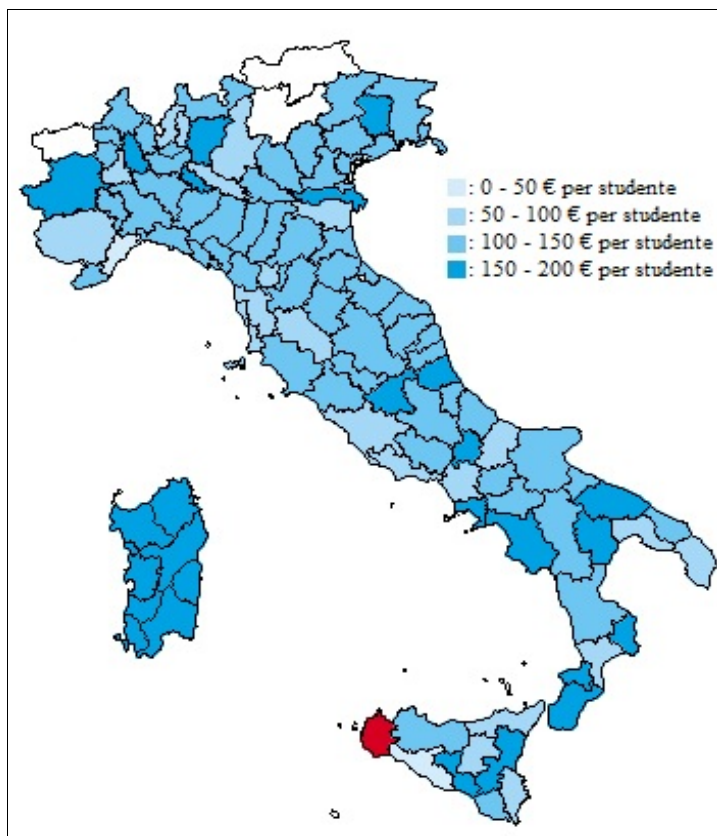 : 0 - 50 € per studente
: 50 - 100 € per studente
: 100 - 150 € per studente
: 150 - 200 € per studente